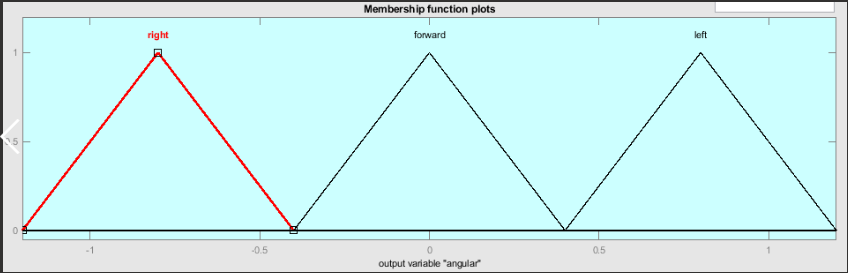 Membership function plots
right forward left
1
0.5
0
-1 -0.5 0 0.5 1
output variable "angular"